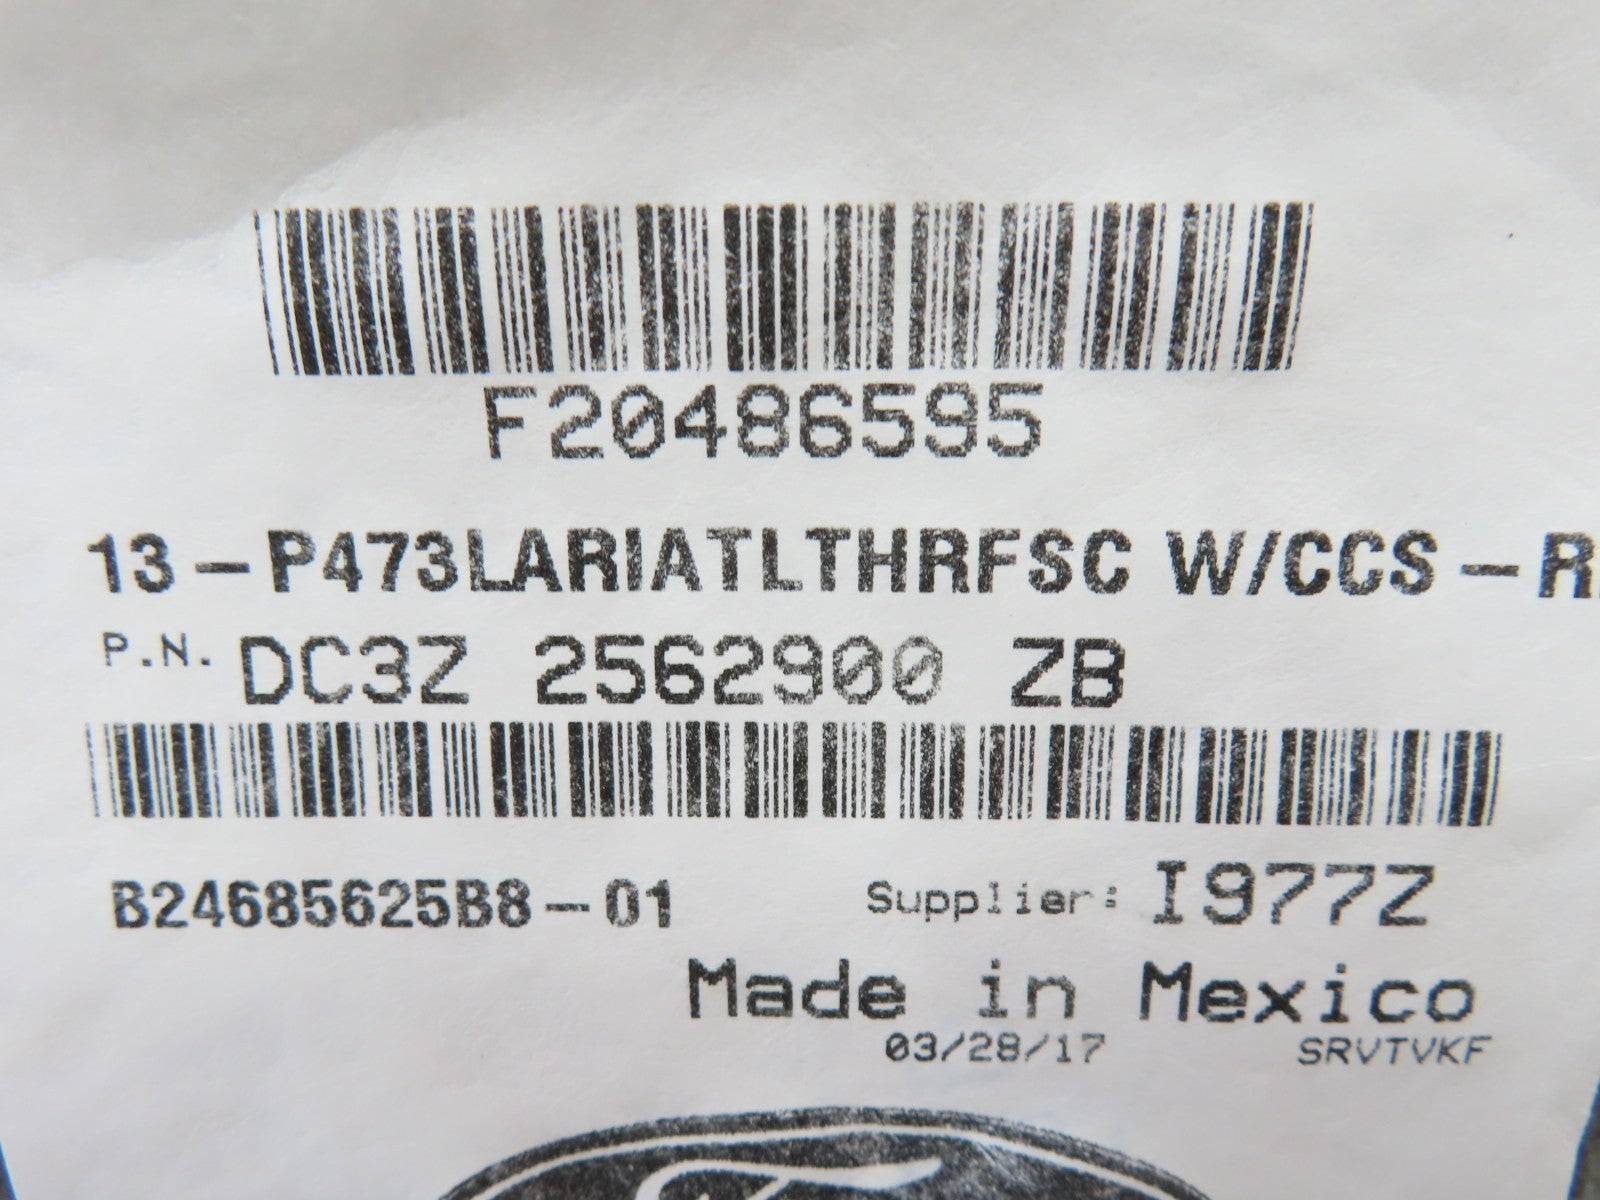 F20486595
13-P473LARIATLTHRFSC W/CCS-R
P.N. DC3Z 2562900 ZB
B24685625B8-01 Supplier: I977Z
Made in Mexico
03/28/17 SRVTVKF